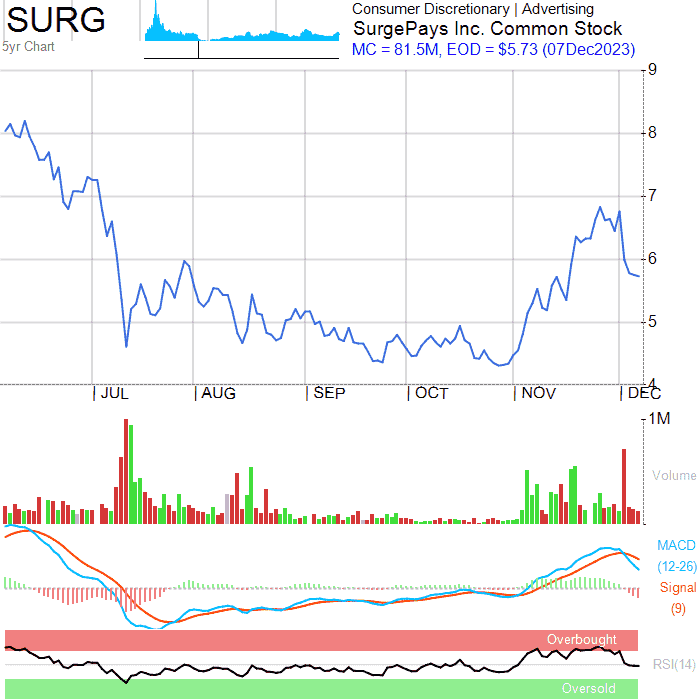 SURG
5yr Chart
Consumer Discretionary | Advertising
SurgePays Inc. Common Stock
MC = 81.5M, EOD = $5.73 (07Dec2023)
9
8
7
6
5
4
| JUL | AUG | SEP | OCT | NOV | DEC
1M
Volume
MACD
(12-26)
Signal
(9)
Overbought
RSI(14)
Oversold